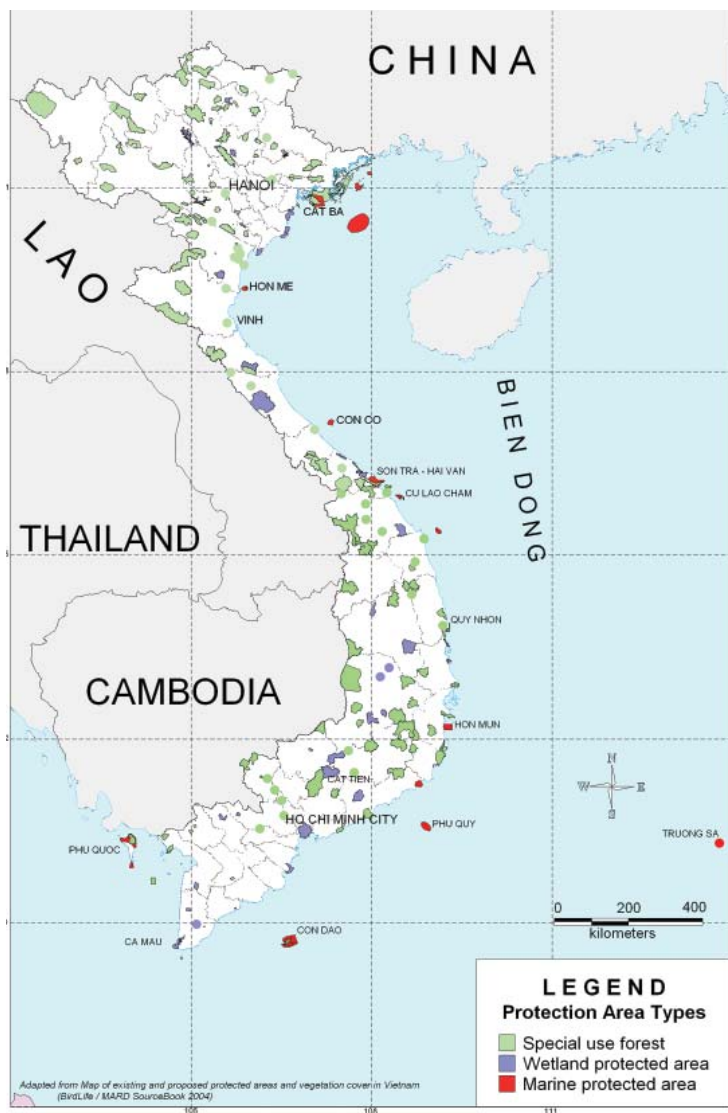 CHINA
HANOI
CAT BA
LAO
HON ME
VINH
BIEN DONG
CON CO
SON TRA - HAI VAN
CU LAO CHAM
THAILAND
QUY NHON
CAMBODIA
HON MUN
N
W E
S
CAT TIEN
HO CHI MINH CITY
PHU QUY
TRUONG SA
PHU QUOC
0 200 400
kilometers
CA MAU
CON DAO
LEGEND
Protection Area Types
Special use forest
Wetland protected area
Marine protected area
Adapted from Map of existing and proposed protected areas and vegetation cover in Vietnam
(BirdLife / MARD SourceBook 2004)
105 108 111